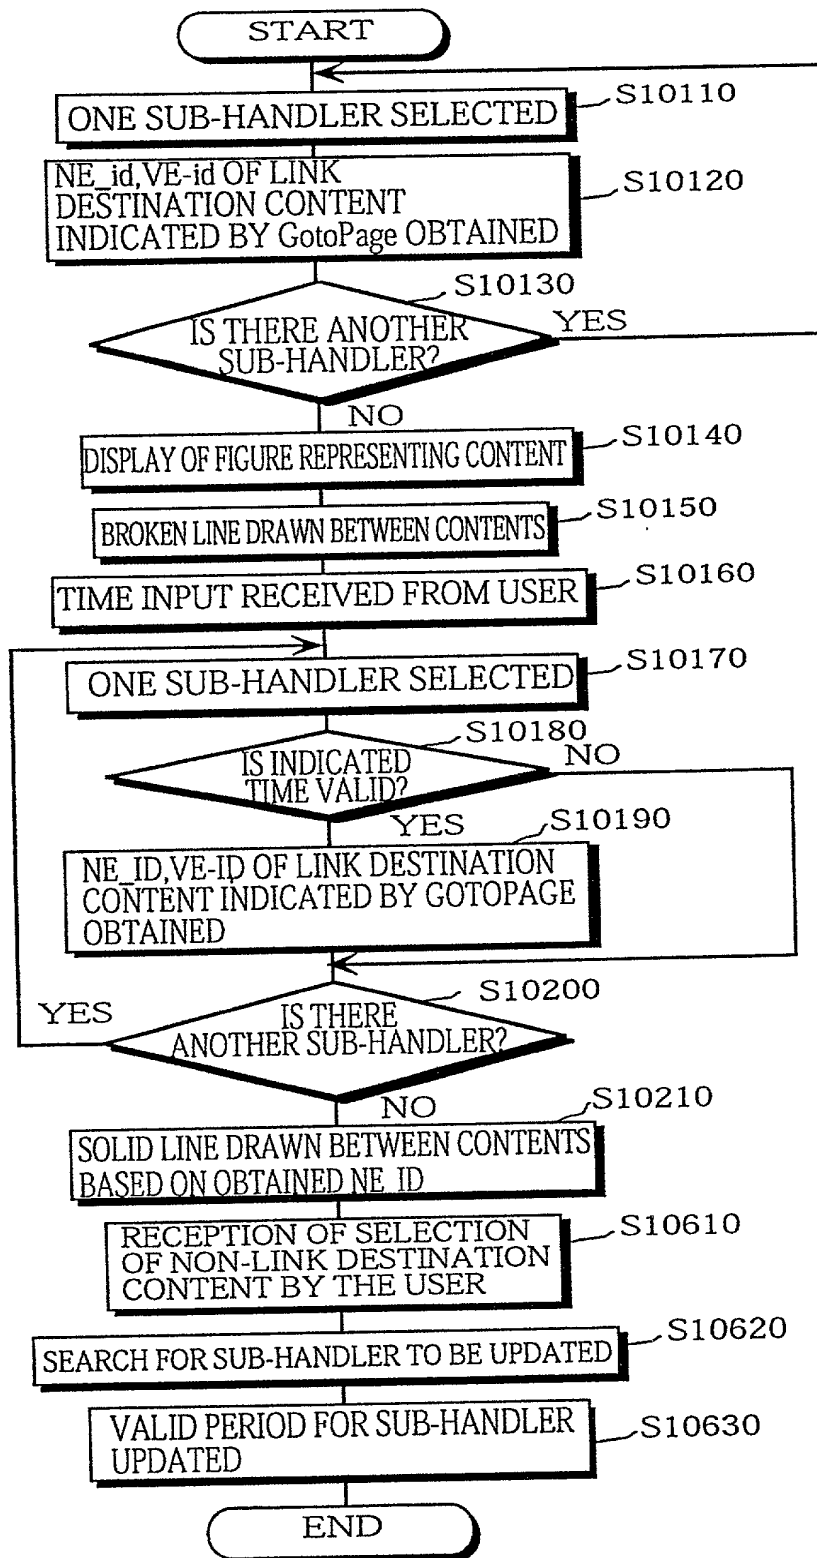 START
ONE SUB-HANDLER SELECTED
S10110
NE_id,VE-id OF LINK
DESTINATION CONTENT
INDICATED BY GotoPage OBTAINED
S10120
S10130
IS THERE ANOTHER
SUB-HANDLER?
YES
NO
DISPLAY OF FIGURE REPRESENTING CONTENT
S10140
BROKEN LINE DRAWN BETWEEN CONTENTS
S10150
TIME INPUT RECEIVED FROM USER
S10160
ONE SUB-HANDLER SELECTED
S10170
S10180
IS INDICATED
TIME VALID?
NO
YES
S10190
NE_ID,VE-ID OF LINK DESTINATION
CONTENT INDICATED BY GOTOPAGE
OBTAINED
YES
S10200
IS THERE
ANOTHER SUB-HANDLER?
NO
S10210
SOLID LINE DRAWN BETWEEN CONTENTS
BASED ON OBTAINED NE_ID
RECEPTION OF SELECTION
OF NON-LINK DESTINATION
CONTENT BY THE USER
S10610
SEARCH FOR SUB-HANDLER TO BE UPDATED
S10620
VALID PERIOD FOR SUB-HANDLER
UPDATED
S10630
END